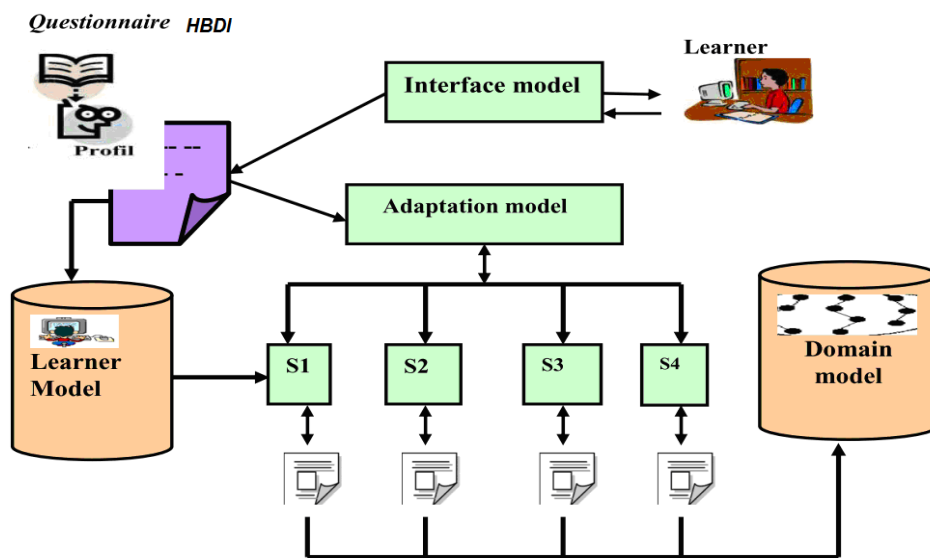 Questionnaire HBDI
Profil
Interface model
Learner
Adaptation model
Learner
Model
S1
S2
S3
S4
Domain
model